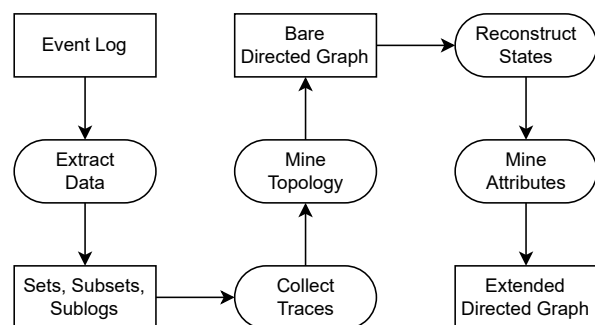 Event Log
Extract
Data
Sets, Subsets,
Sublogs
Collect
Traces
Mine
Topology
Bare
Directed Graph
Reconstruct
States
Mine
Attributes
Extended
Directed Graph